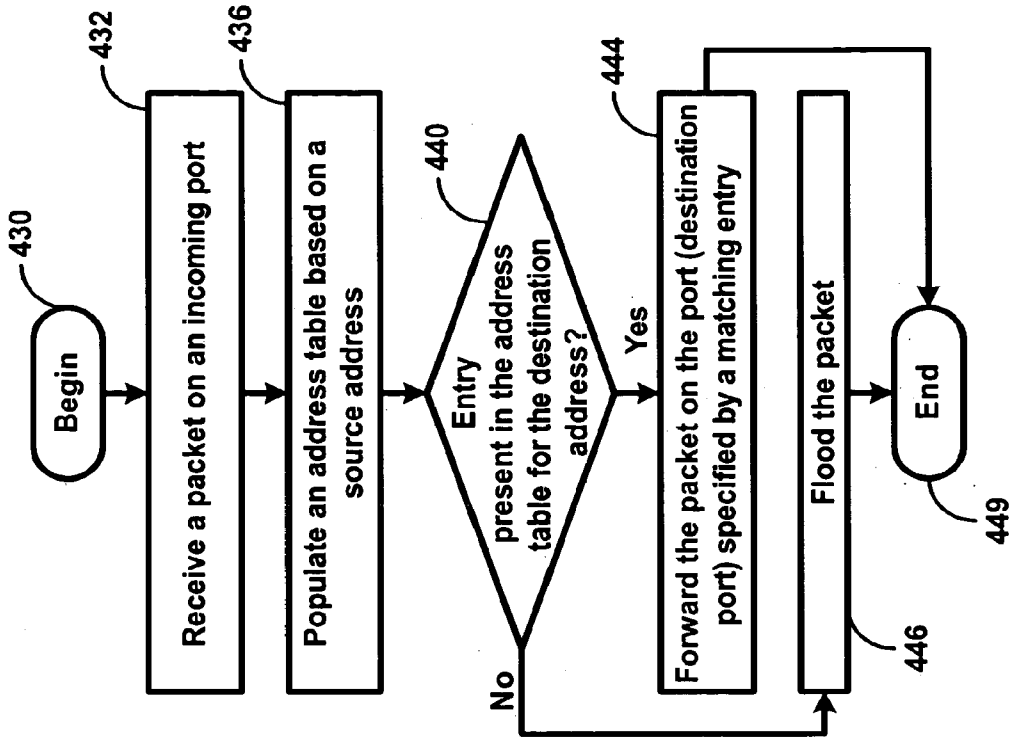 430
Begin
432
Receive a packet on an incoming port
436
Populate an address table based on a
source address
440
Entry
present in the address
table for the destination
address?
No
Yes
444
Forward the packet on the port (destination
port) specified by a matching entry
Flood the packet
446
End
449